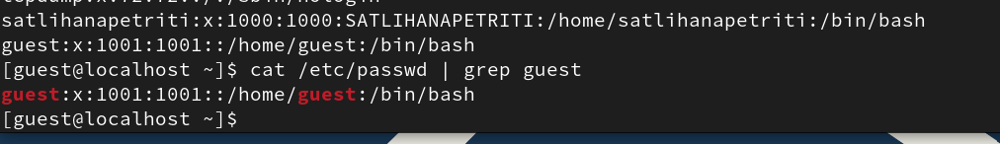 satlihanapetriti:x:1000:1000:SATLIHANAPETRITI:/home/satlihanapetriti:/bin/bash
guest:x:1001:1001::/home/guest:/bin/bash
[guest@localhost ~]$ cat /etc/passwd | grep guest
guest:x:1001:1001::/home/guest:/bin/bash
[guest@localhost ~]$